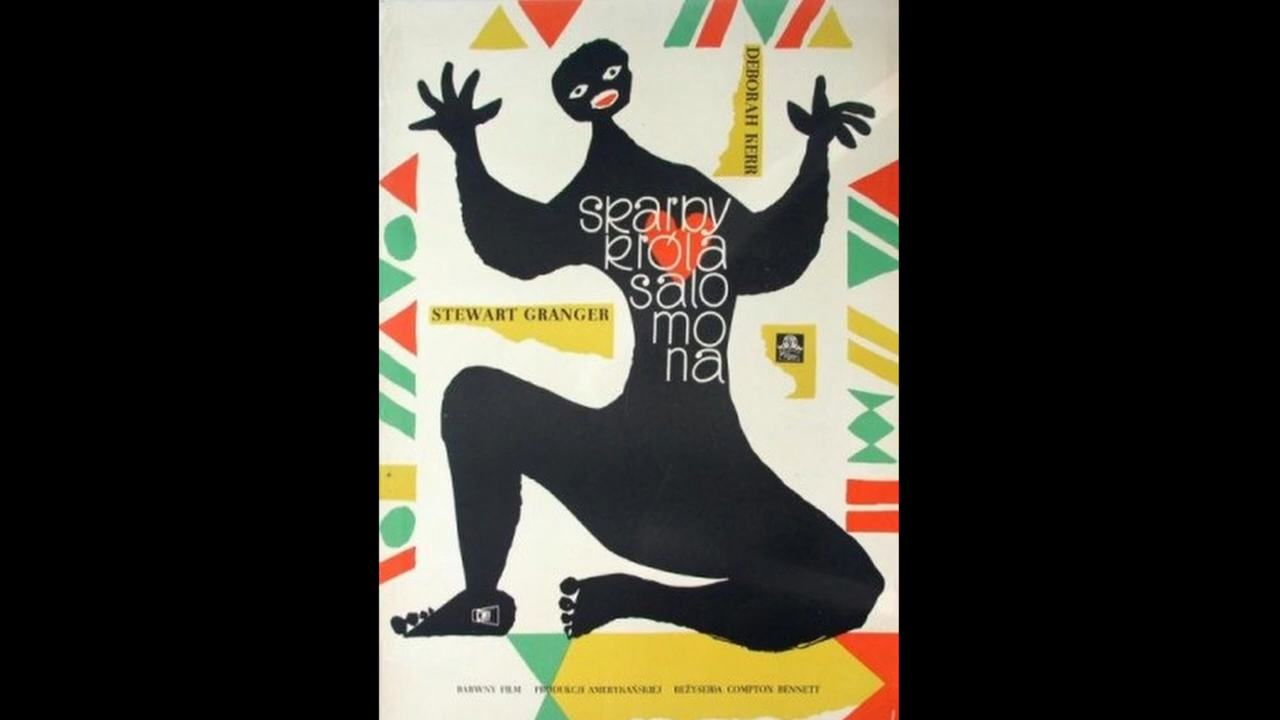 DEBORAH KERR
skarby
króla
salo
mo
na
STEWART GRANGER
BARWNY FILM PRODUKCJI AMERYKAŃSKIEJ REŻYSERIA COMPTON BENNETT